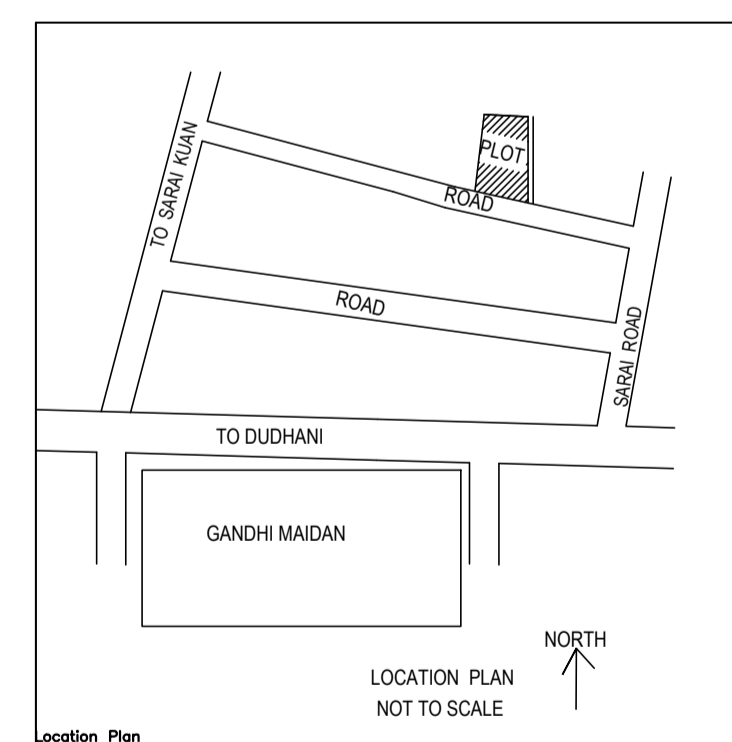 PLOT
TO SARAI KUAN
ROAD
ROAD
SARAI ROAD
TO DUDHANI
GANDHI MAIDAN
NORTH
LOCATION PLAN
NOT TO SCALE
Location Plan